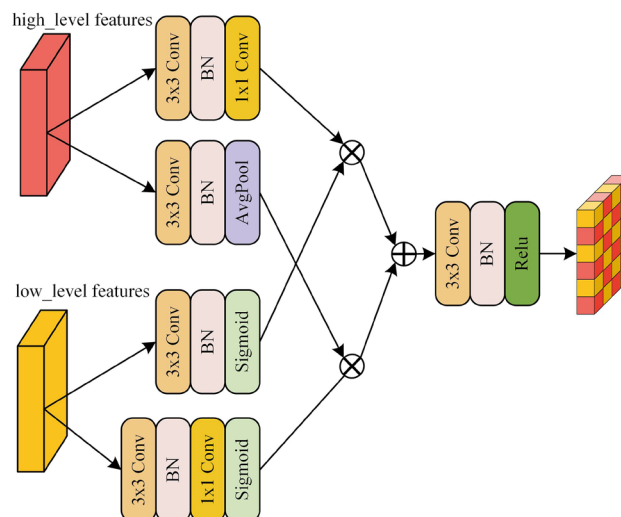 high_level features
3x3 Conv
BN
1x1 Conv
3x3 Conv
BN
AvgPool
3x3 Conv
BN
Relu
low_level features
3x3 Conv
BN
Sigmoid
3x3 Conv
BN
1x1 Conv
Sigmoid